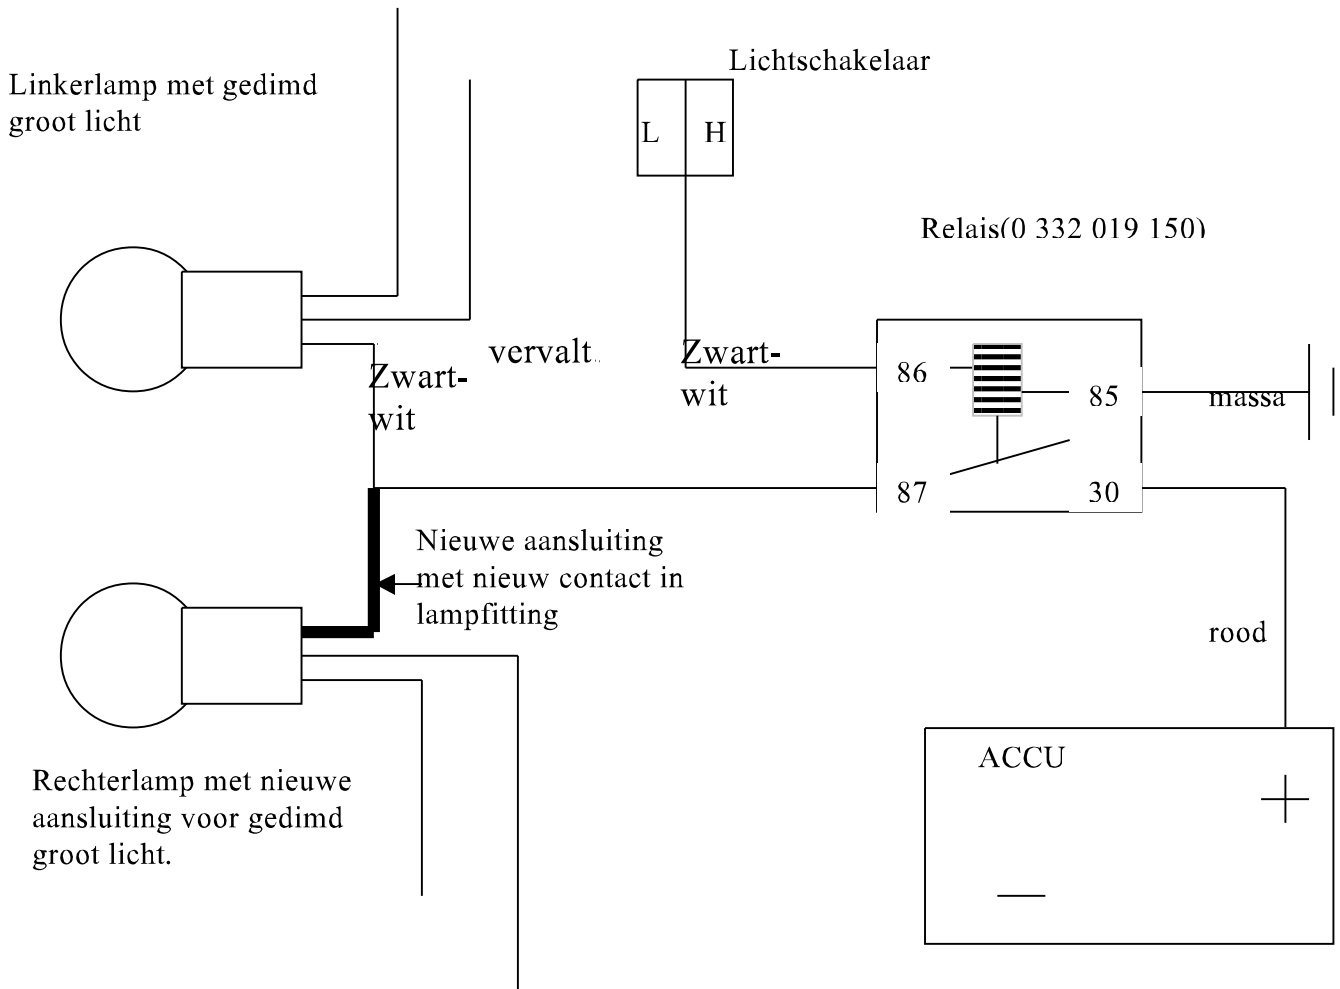 Lichtschakelaar
Linkerlamp met gedimd
groot licht
L H
Relais(0 332 019 150)
vervalt.
Zwart-
wit
Zwart-
wit
86
85
massa
87
30
Nieuwe aansluiting
met nieuw contact in
lampfitting
rood
ACCU
Rechterlamp met nieuwe
aansluiting voor gedimd
groot licht.